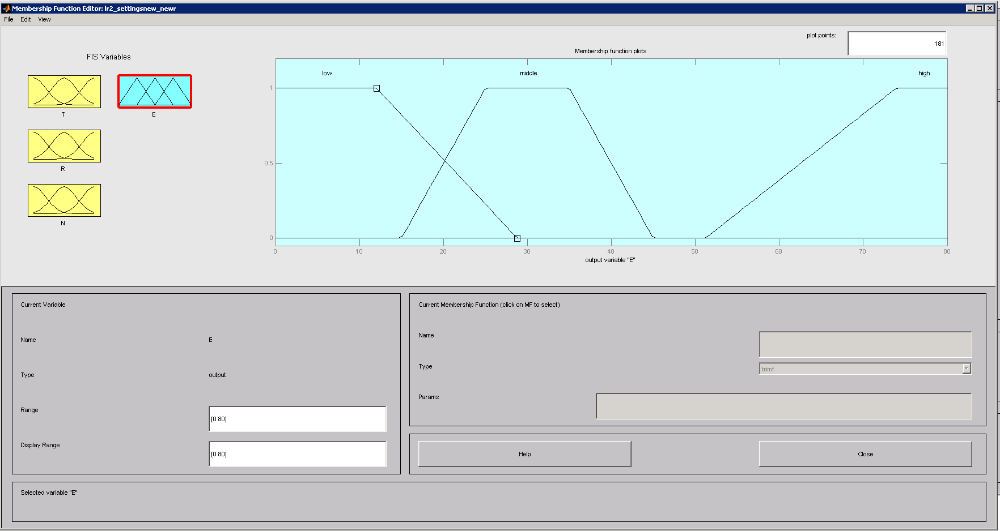 Membership Function Editor: lr2_settingsnew_newr
File Edit View
plot points:
181
FIS Variables
Membership function plots
T
E
R
N
low
middle
high
1
0.5
0
0 10 20 30 40 50 60 70 80
output variable "E"
Current Variable
Name E
Type output
Range [0 80]
Display Range [0 80]
Current Membership Function (click on MF to select)
Name
Type trimf
Params
Help Close
Selected variable "E"